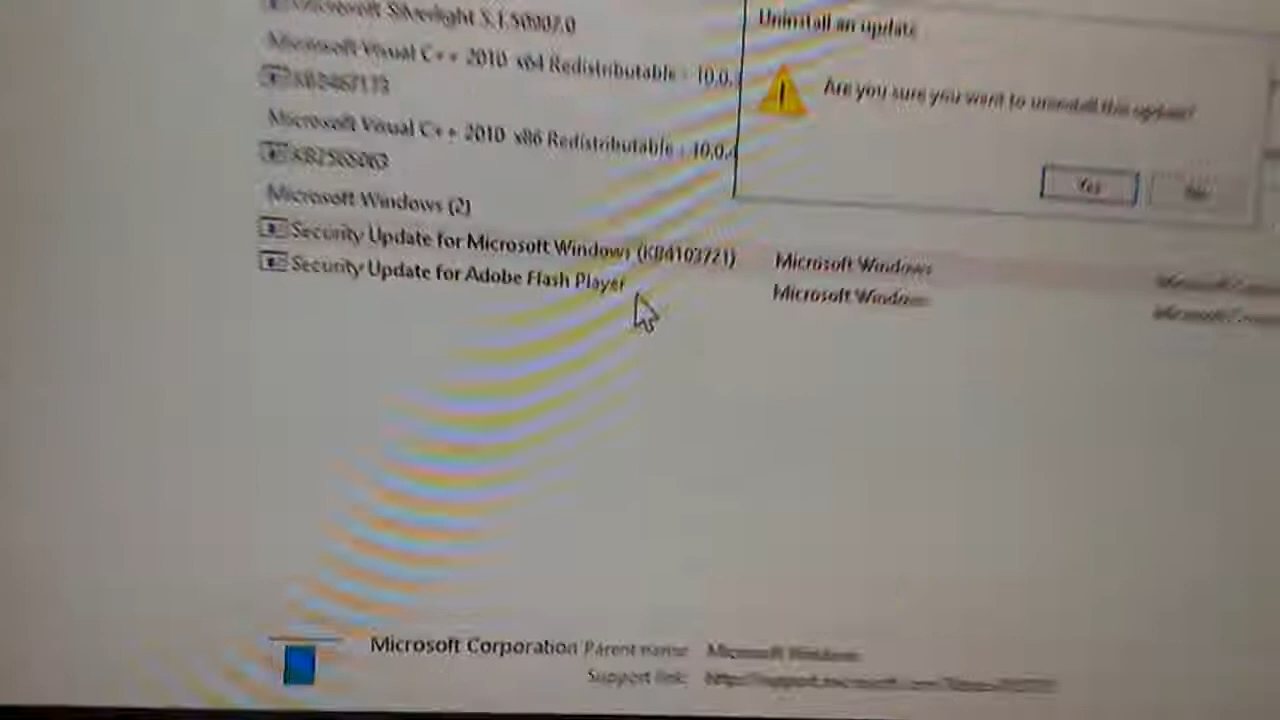 Microsoft Silverlight 5.1.50907.0
Uninstall an update
Microsoft Visual C++ 2010 x64 Redistributable - 10.0.
KB2467173
Are you sure you want to uninstall this update?
Microsoft Visual C++ 2010 x86 Redistributable - 10.0.4
KB2565063
Yes
No
Microsoft Windows (2)
Security Update for Microsoft Windows (KB4103721)
Microsoft Windows
Security Update for Adobe Flash Player
Microsoft Windows
Microsoft Corporation Parent name: Microsoft Windows
Support link: